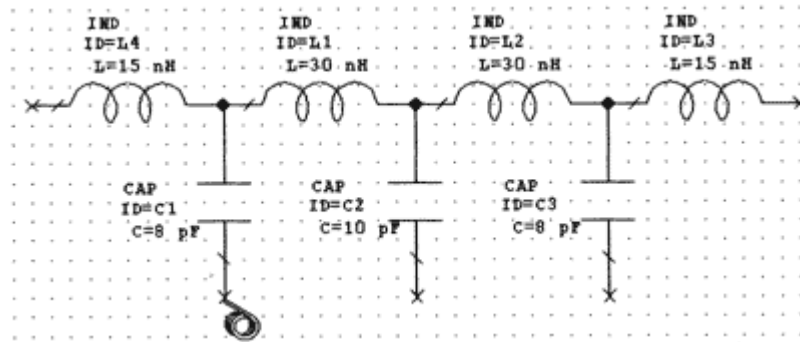 IND
ID=L4
L=15 nH
IND
ID=L1
L=30 nH
IND
ID=L2
L=30 nH
IND
ID=L3
L=15 nH
CAP
ID=C1
C=8 pF
CAP
ID=C2
C=10 pF
CAP
ID=C3
C=8 pF